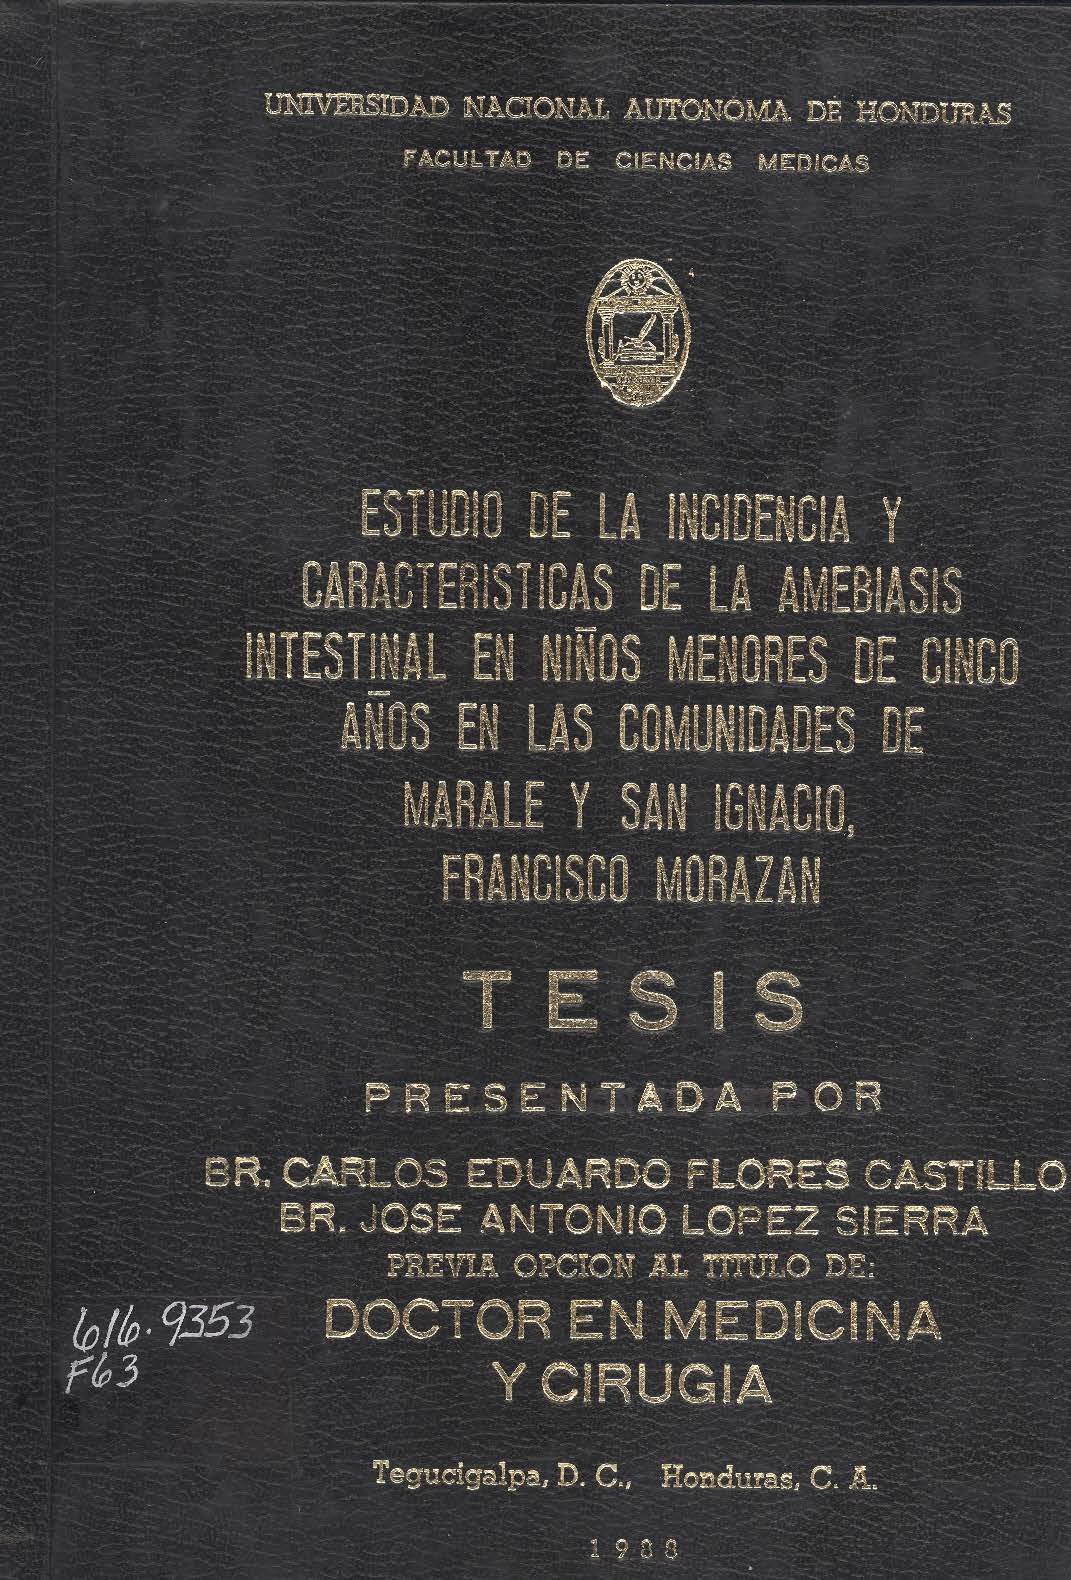 UNIVERSIDAD NACIONAL AUTONOMA DE HONDURAS
FACULTAD DE CIENCIAS MEDICAS
ESTUDIO DE LA INCIDENCIA Y
CARACTERISTICAS DE LA AMEBIASIS
INTESTINAL EN NIÑOS MENORES DE CINCO
AÑOS EN LAS COMUNIDADES DE
MARALE Y SAN IGNACIO,
FRANCISCO MORAZAN
TESIS
PRESENTADA POR
BR. CARLOS EDUARDO FLORES CASTILLO
BR. JOSE ANTONIO LOPEZ SIERRA
PREVIA OPCION AL TITULO DE:
DOCTOR EN MEDICINA
Y CIRUGIA
616.9353
F63
Tegucigalpa, D. C., Honduras, C. A.
1988